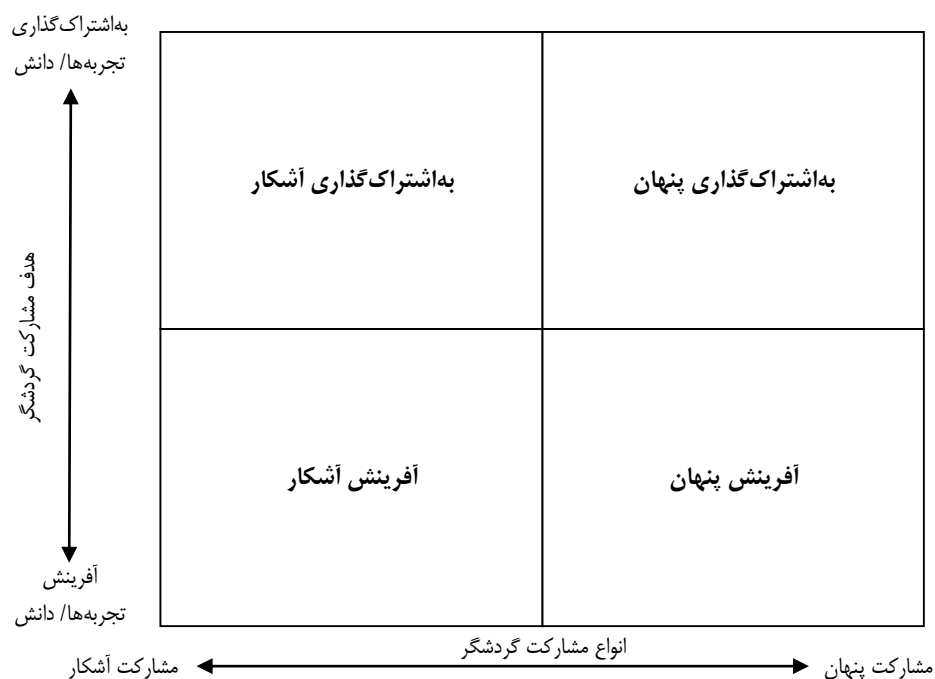 به‌اشتراک‌گذاری
تجربه‌ها/ دانش
به‌اشتراک‌گذاری پنهان
به‌اشتراک‌گذاری آشکار
هدف مشارکت گردشگر
آفرینش پنهان
آفرینش آشکار
آفرینش
تجربه‌ها/ دانش
انواع مشارکت گردشگر
مشارکت پنهان
مشارکت آشکار